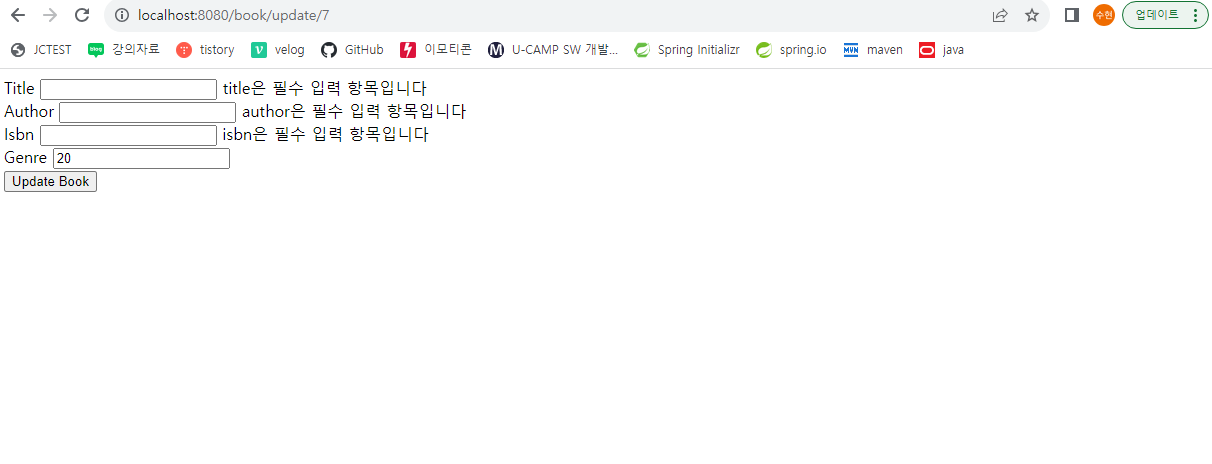 localhost:8080/book/update/7
수현
업데이트
JCTEST
blog
강의자료
tistory
velog
GitHub
이모티콘
U-CAMP SW 개발...
Spring Initializr
spring.io
maven
java
Title title은 필수 입력 항목입니다
Author author은 필수 입력 항목입니다
Isbn isbn은 필수 입력 항목입니다
Genre 20
Update Book